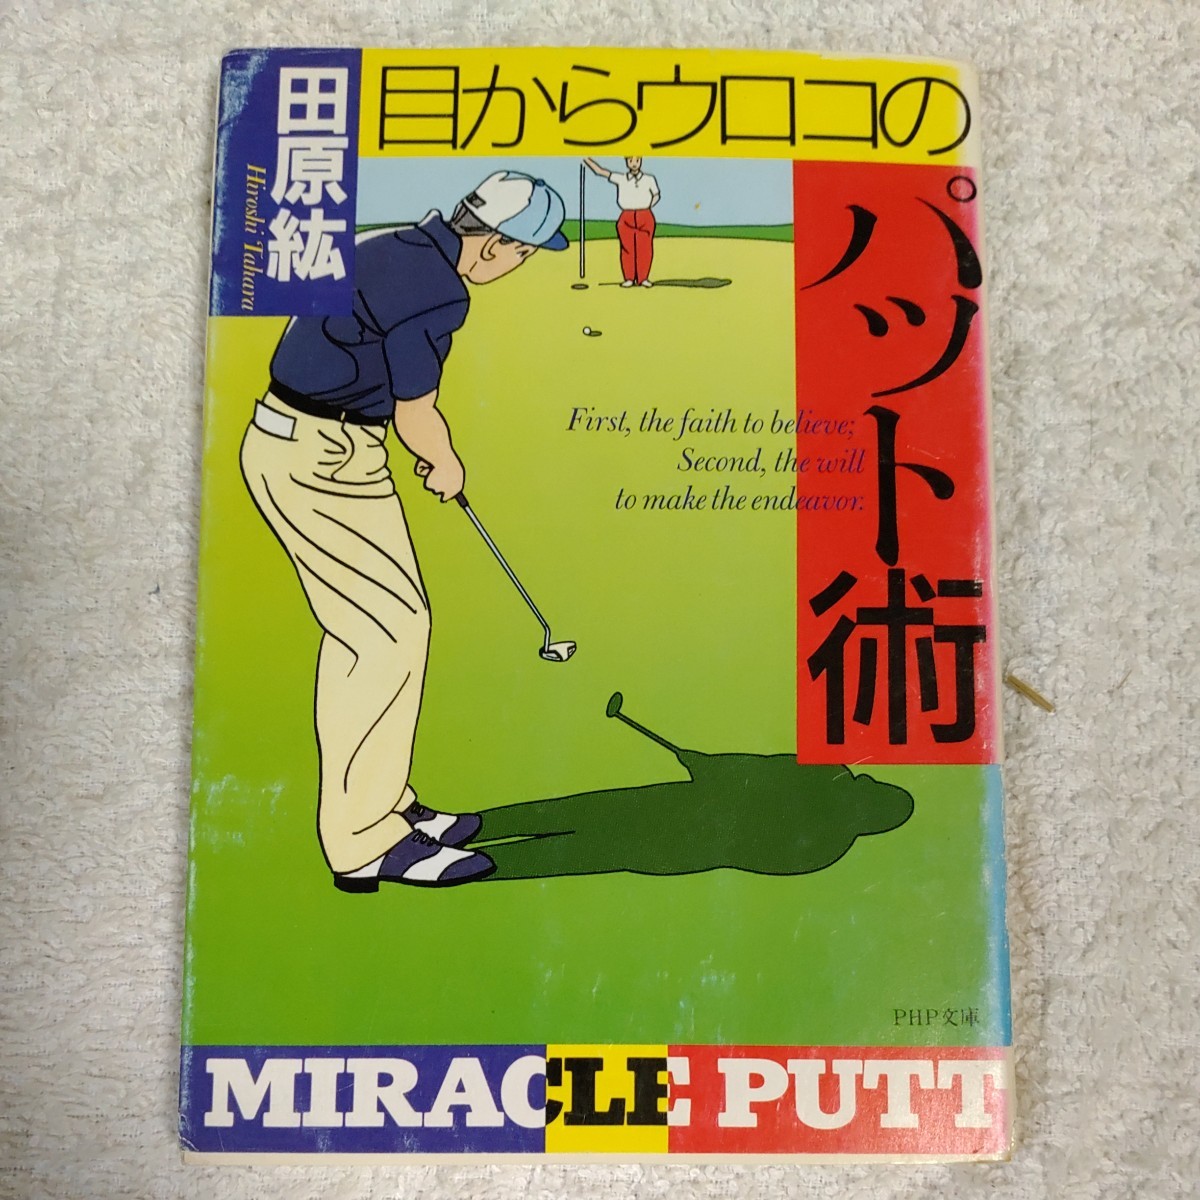 田原紘
Hiroshi Tahara
目からウロコの
パット術
First, the faith to believe;
Second, the will
to make the endeavor.
PHP文庫
MIRACLE PUTT